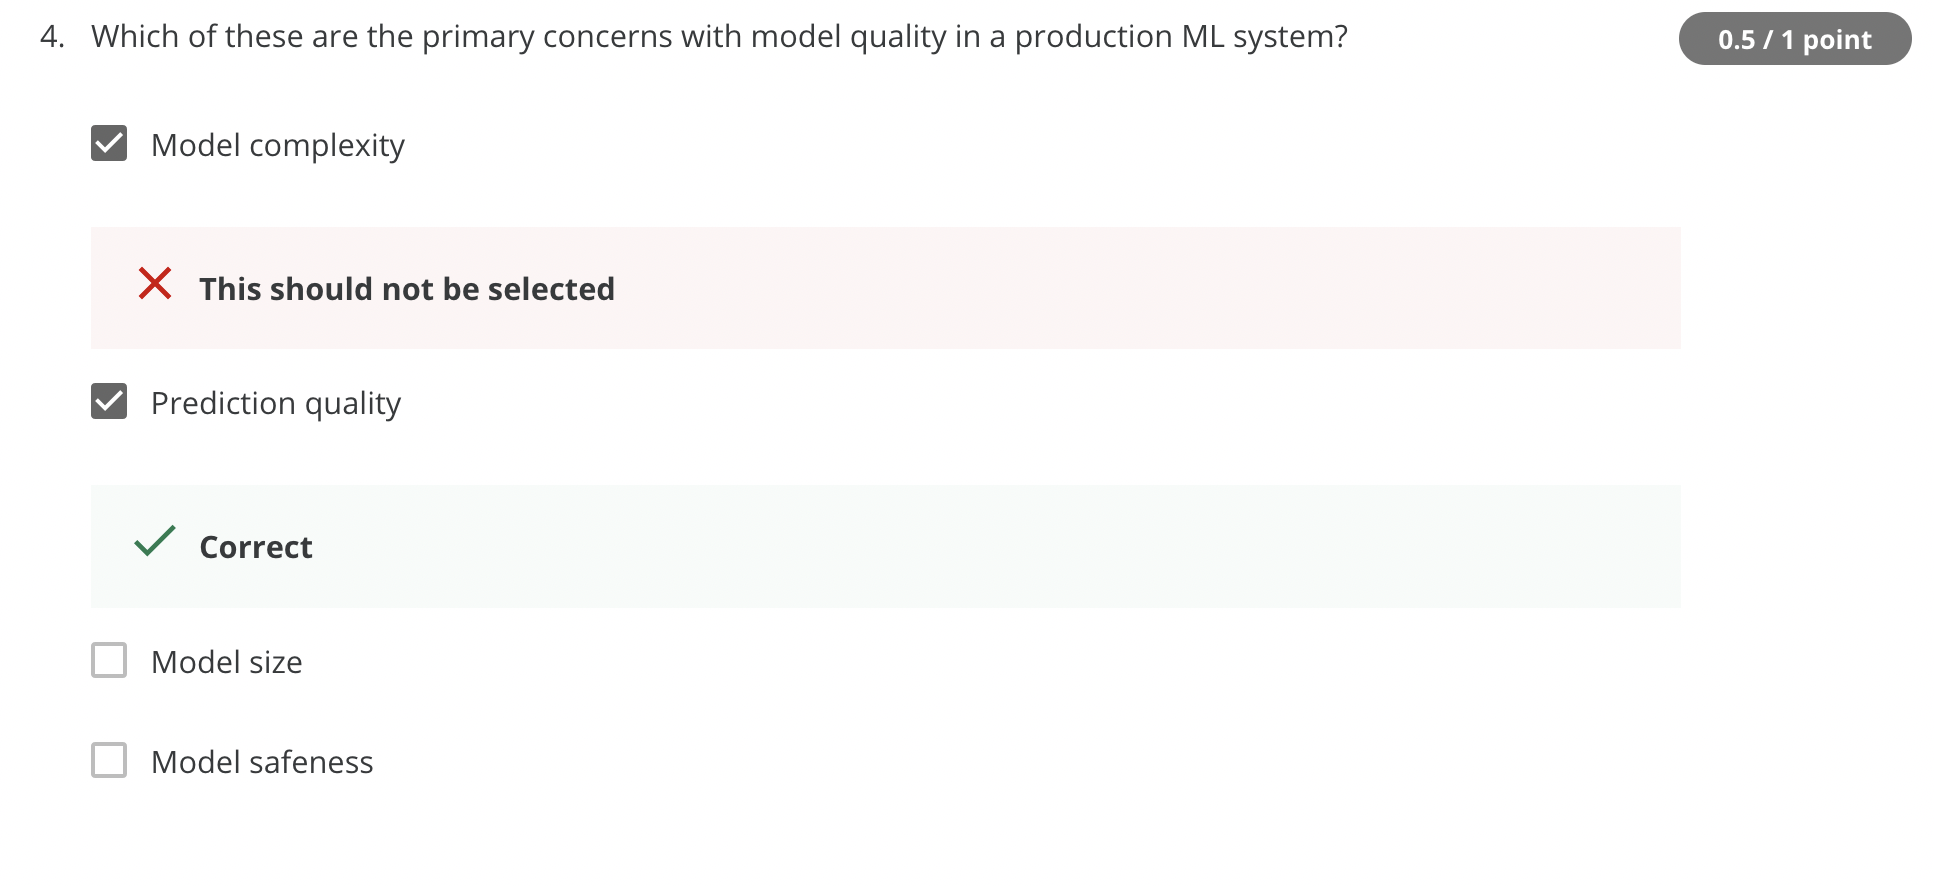 4. Which of these are the primary concerns with model quality in a production ML system?
0.5 / 1 point
Model complexity
This should not be selected
Prediction quality
Correct
Model size
Model safeness